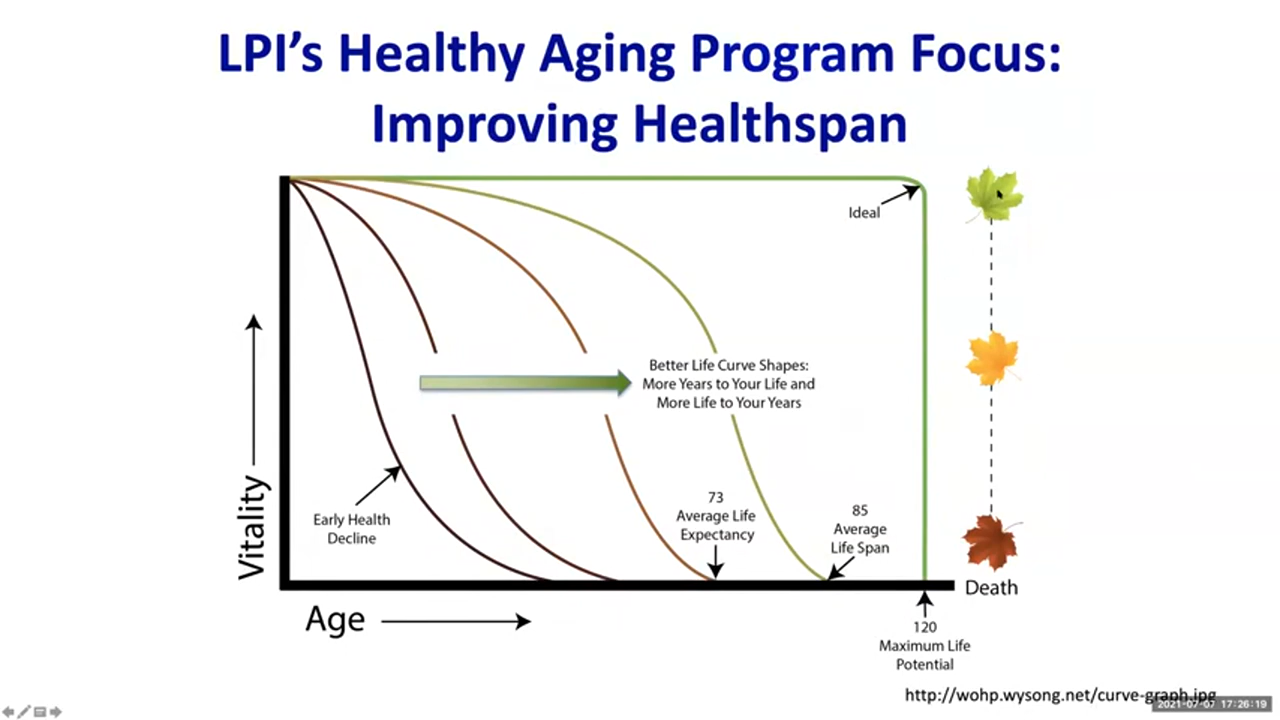 LPI's Healthy Aging Program Focus:
Improving Healthspan
Ideal
Better Life Curve Shapes:
More Years to Your Life and
More Life to Your Years
Vitality
Early Health
Decline
73
Average Life
Expectancy
85
Average
Life Span
Death
Age
120
Maximum Life
Potential
http://wohp.wysong.net/curve-graph.jpg
2021-07-07 17:26:19